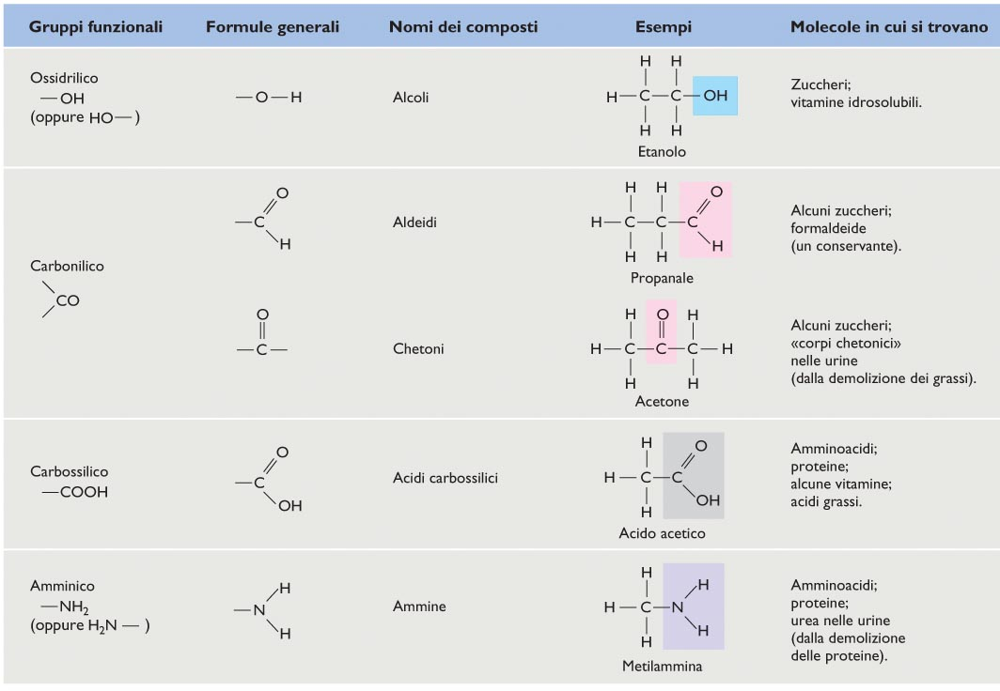 Gruppi funzionali Formule generali Nomi dei composti Esempi Molecole in cui si trovano
Ossidrilico
—OH
(oppure HO—)
—O—H
Alcoli
H H
H—C—C—OH
H H
Etanolo
Zuccheri;
vitamine idrosolubili.
Carbonilico
CO
O
—C
H
Aldeidi
H H O
H—C—C—C
H H H
Propanale
Alcuni zuccheri;
formaldeide
(un conservante).
O
—C—
Chetoni
H O H
H—C—C—C—H
H H
Acetone
Alcuni zuccheri;
«corpi chetonici»
nelle urine
(dalla demolizione dei grassi).
Carbossilico
—COOH
O
—C
OH
Acidi carbossilici
H O
H—C—C
H OH
Acido acetico
Amminoacidi;
proteine;
alcune vitamine;
acidi grassi.
Amminico
—NH₂
(oppure H₂N — )
H
—N
H
Ammine
H H
H—C—N
H H
Metilammina
Amminoacidi;
proteine;
urea nelle urine
(dalla demolizione
delle proteine).